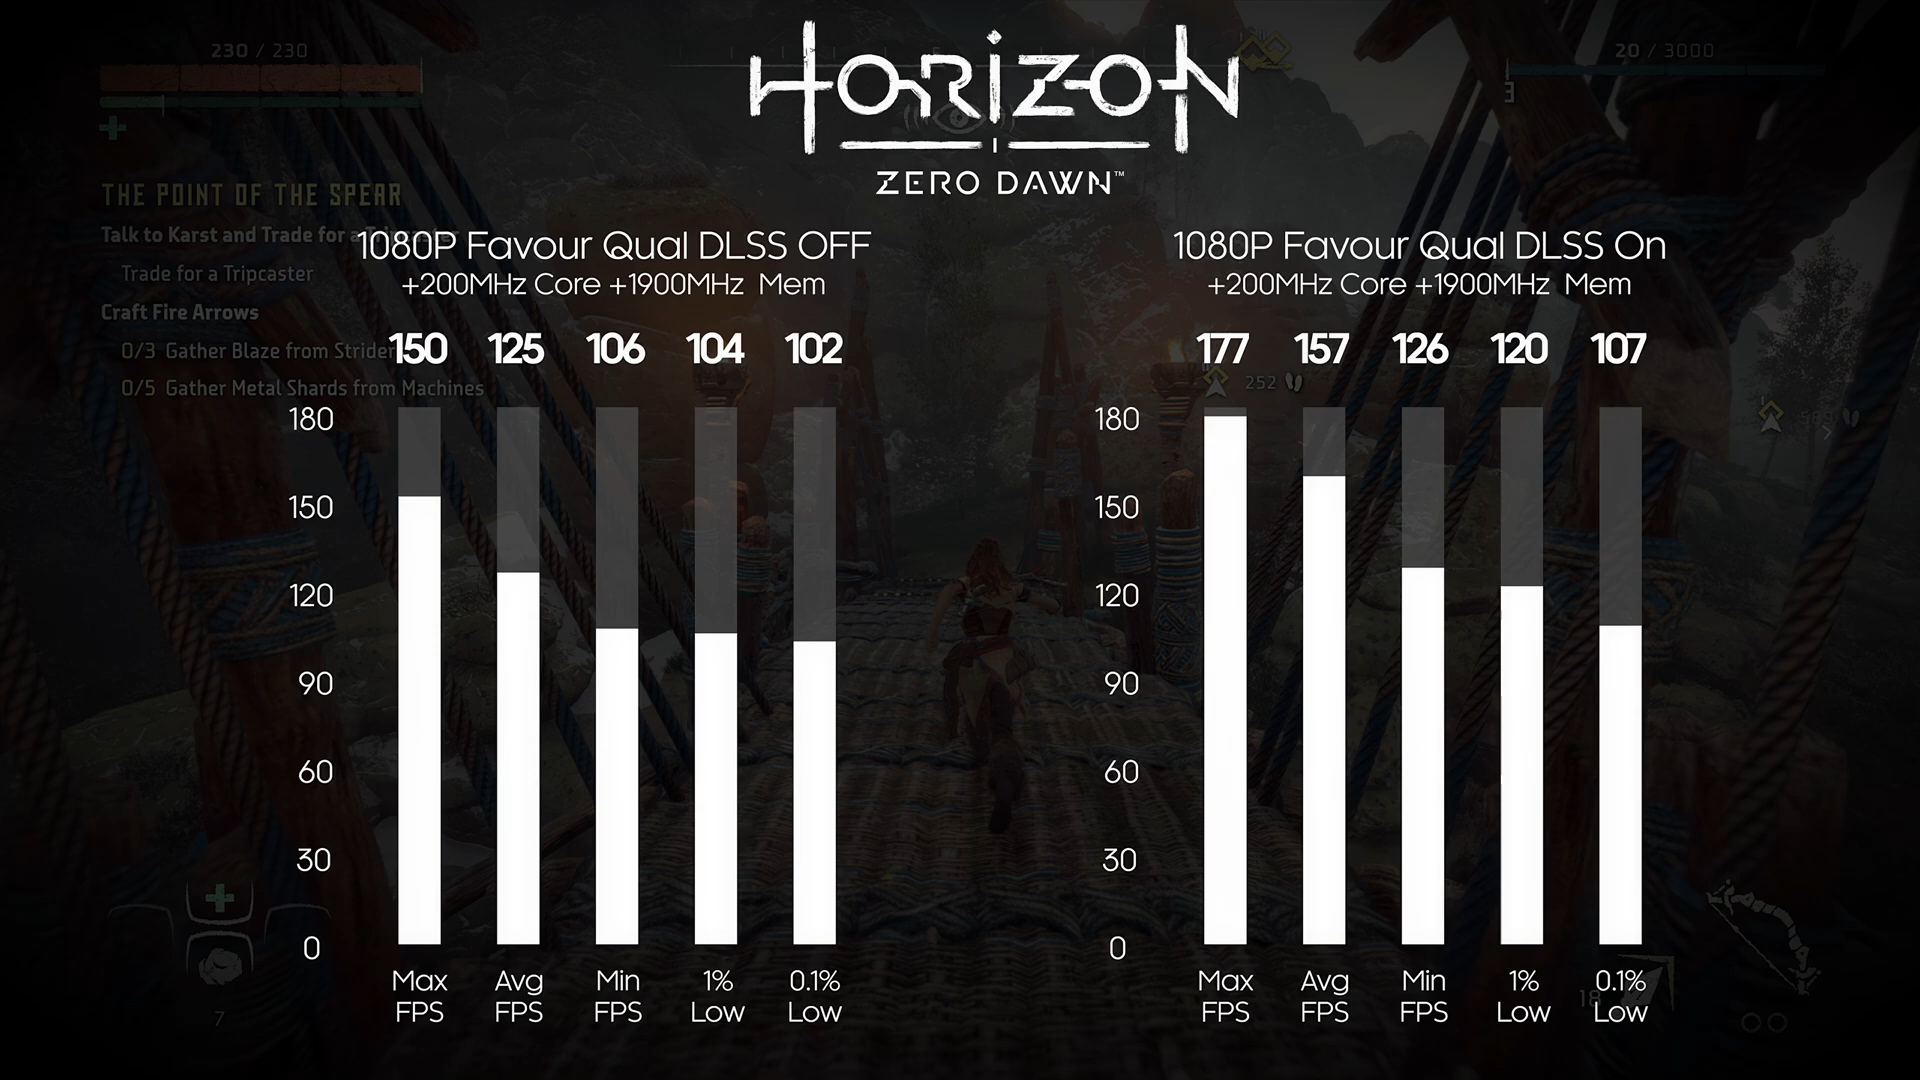 230 / 230
20 / 3000
HORIZON
ZERO DAWN™
THE POINT OF THE SPEAR
Talk to Karst and Trade for a Tripcaster
Trade for a Tripcaster
Craft Fire Arrows
0/3 Gather Blaze from Strider
0/5 Gather Metal Shards from Machines
1080P Favour Qual DLSS OFF
+200MHz Core +1900MHz Mem
150 125 106 104 102
180
150
120
90
60
30
0
Max FPS
Avg FPS
Min FPS
1% Low
0.1% Low
1080P Favour Qual DLSS On
+200MHz Core +1900MHz Mem
177 157 126 120 107
252
180
150
120
90
60
30
0
Max FPS
Avg FPS
Min FPS
1% Low
0.1% Low
7
18